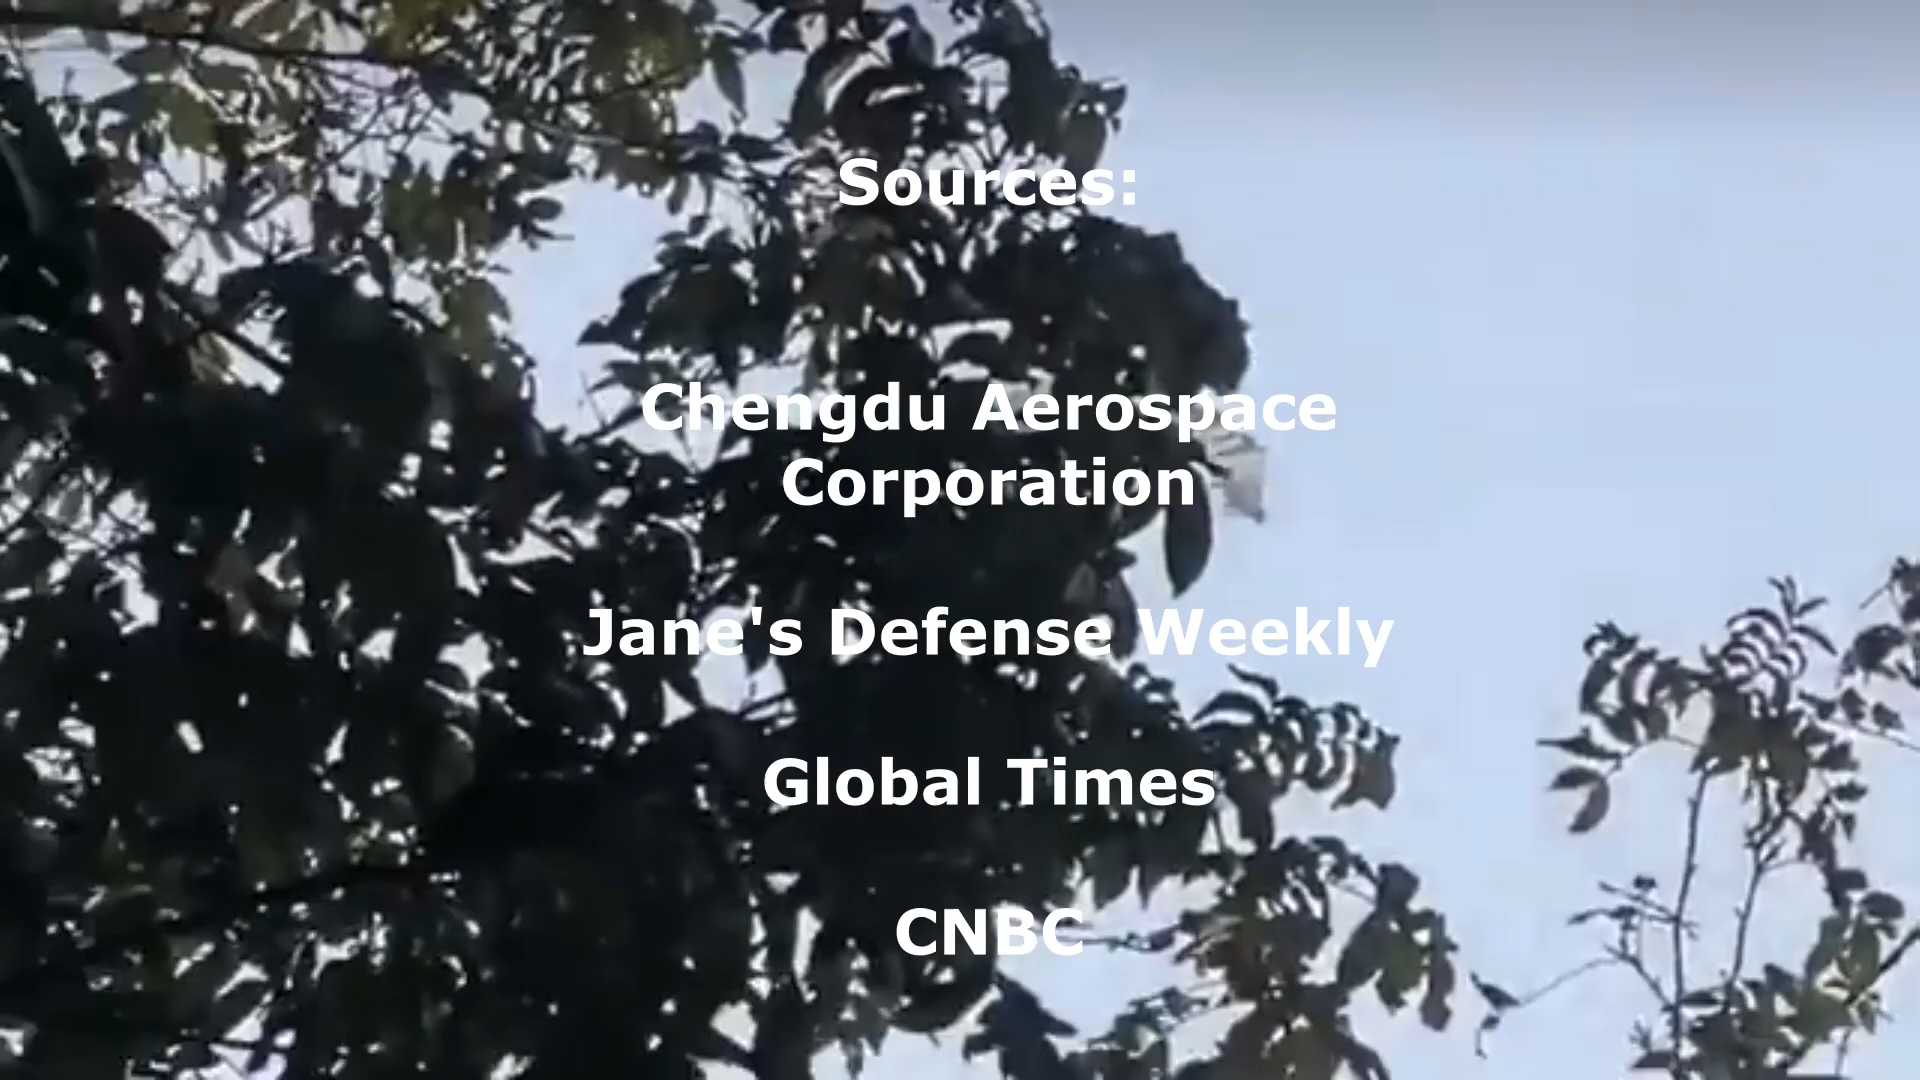 Sources:
Chengdu Aerospace
Corporation
Jane's Defense Weekly
Global Times
CNBC